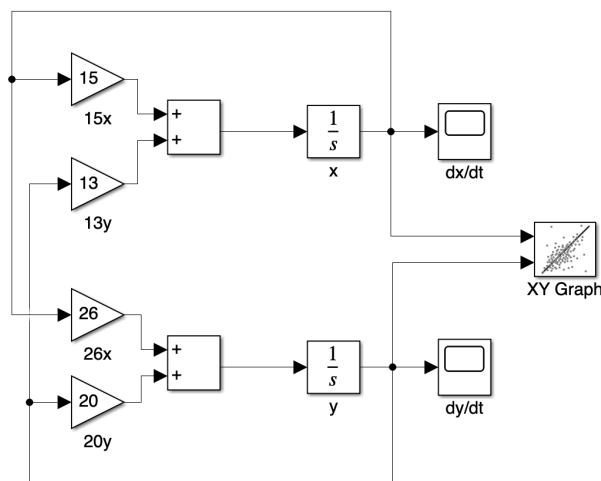 15
15x
+
+
13
13y
1
s
x
dx/dt
XY Graph
26
26x
+
+
20
20y
1
s
y
dy/dt